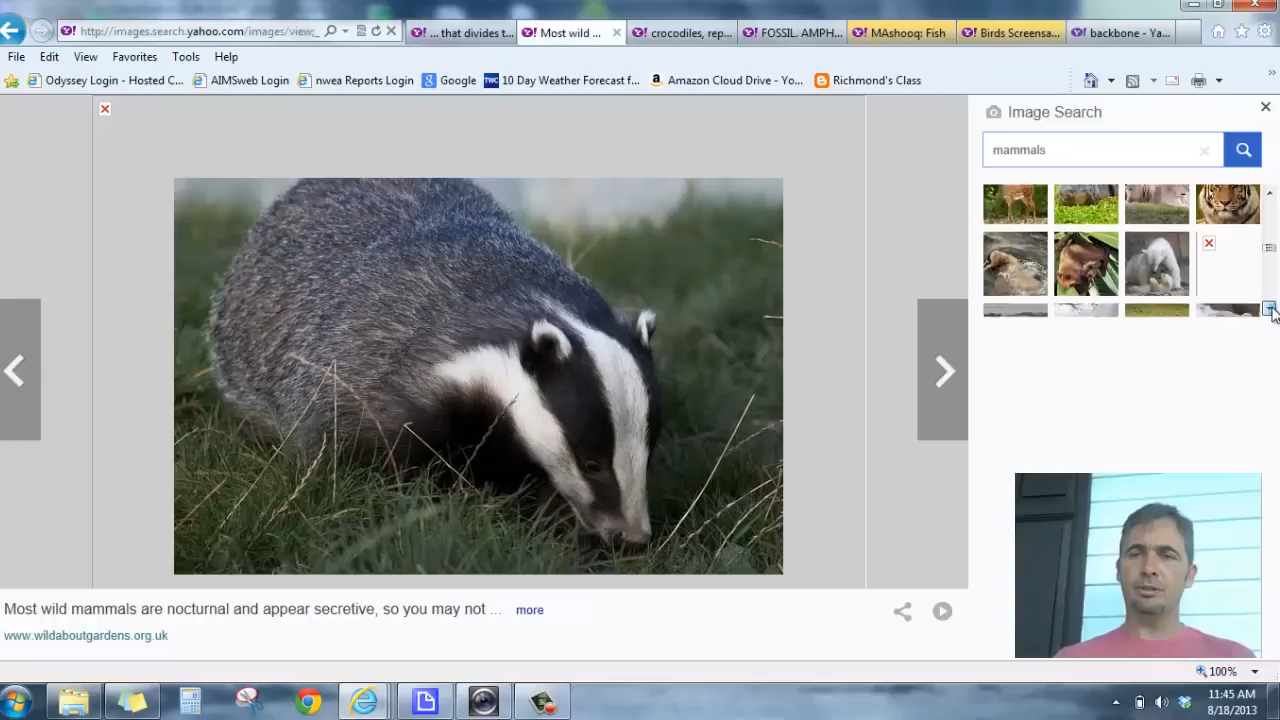 http://images.search.yahoo.com/images/view;_
... that divides t...
Most wild ...
crocodiles, rep...
FOSSIL. AMPH...
MAshooq: Fish
Birds Screensa...
backbone - Ya...
File Edit View Favorites Tools Help
Odyssey Login - Hosted C...
AIMSweb Login
nwea Reports Login
Google
TWC 10 Day Weather Forecast f...
Amazon Cloud Drive - Yo...
Richmond's Class
Image Search
mammals
Most wild mammals are nocturnal and appear secretive, so you may not ... more
www.wildaboutgardens.org.uk
100%
11:45 AM
8/18/2013